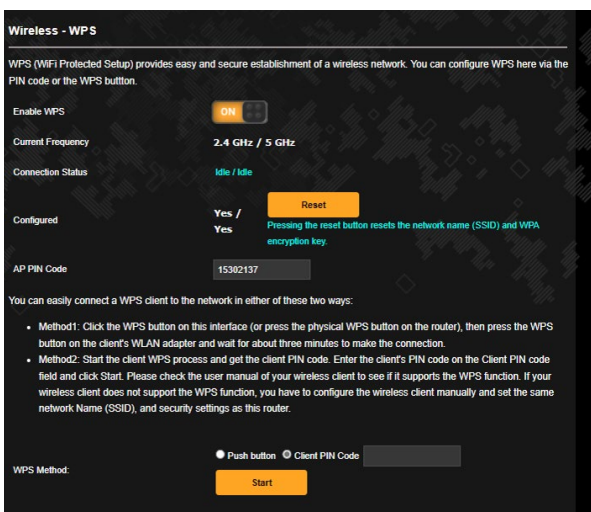 Wireless - WPS
WPS (WiFi Protected Setup) provides easy and secure establishment of a wireless network. You can configure WPS here via the
PIN code or the WPS buttton.
Enable WPS
ON
Current Frequency
2.4 GHz / 5 GHz
Connection Status
Idle / Idle
Configured
Yes /
Yes
Reset
Pressing the reset button resets the network name (SSID) and WPA
encryption key.
AP PIN Code
15302137
You can easily connect a WPS client to the network in either of these two ways:
• Method1: Click the WPS button on this interface (or press the physical WPS button on the router), then press the WPS
button on the client's WLAN adapter and wait for about three minutes to make the connection.
• Method2: Start the client WPS process and get the client PIN code. Enter the client's PIN code on the Client PIN code
field and click Start. Please check the user manual of your wireless client to see if it supports the WPS function. If your
wireless client does not support the WPS function, you have to configure the wireless client manually and set the same
network Name (SSID), and security settings as this router.
WPS Method:
Push button Client PIN Code
Start